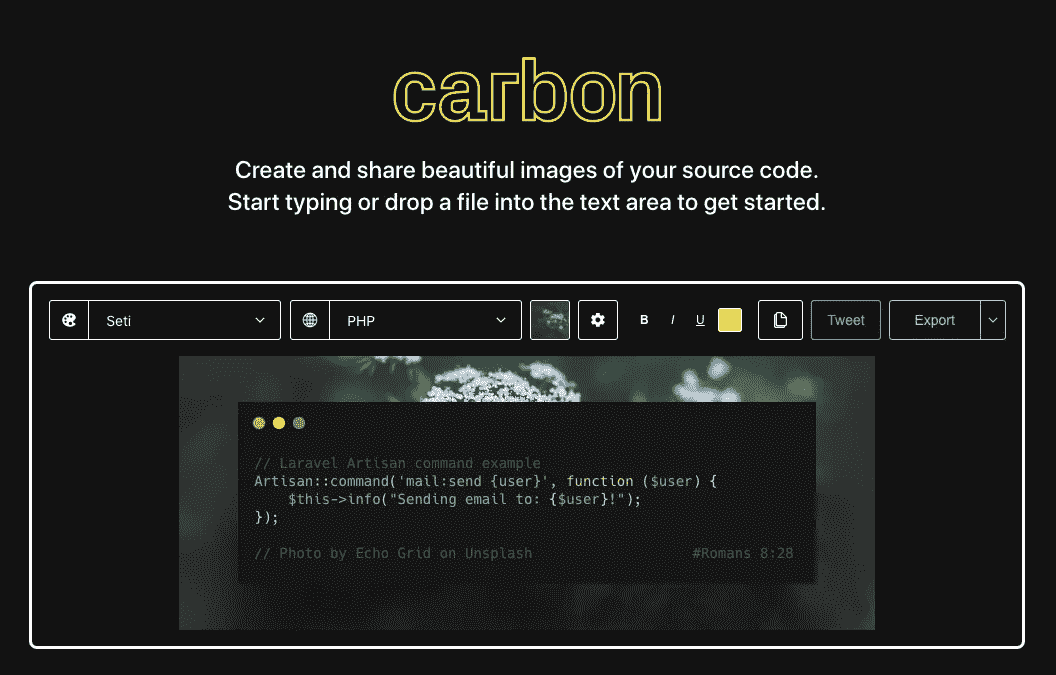 carbon
Create and share beautiful images of your source code.
Start typing or drop a file into the text area to get started.
Seti PHP B I U Tweet Export
// Laravel Artisan command example
Artisan::command('mail:send {user}', function ($user) {
    $this->info("Sending email to: {$user}!");
});
// Photo by Echo Grid on Unsplash #Romans 8:28